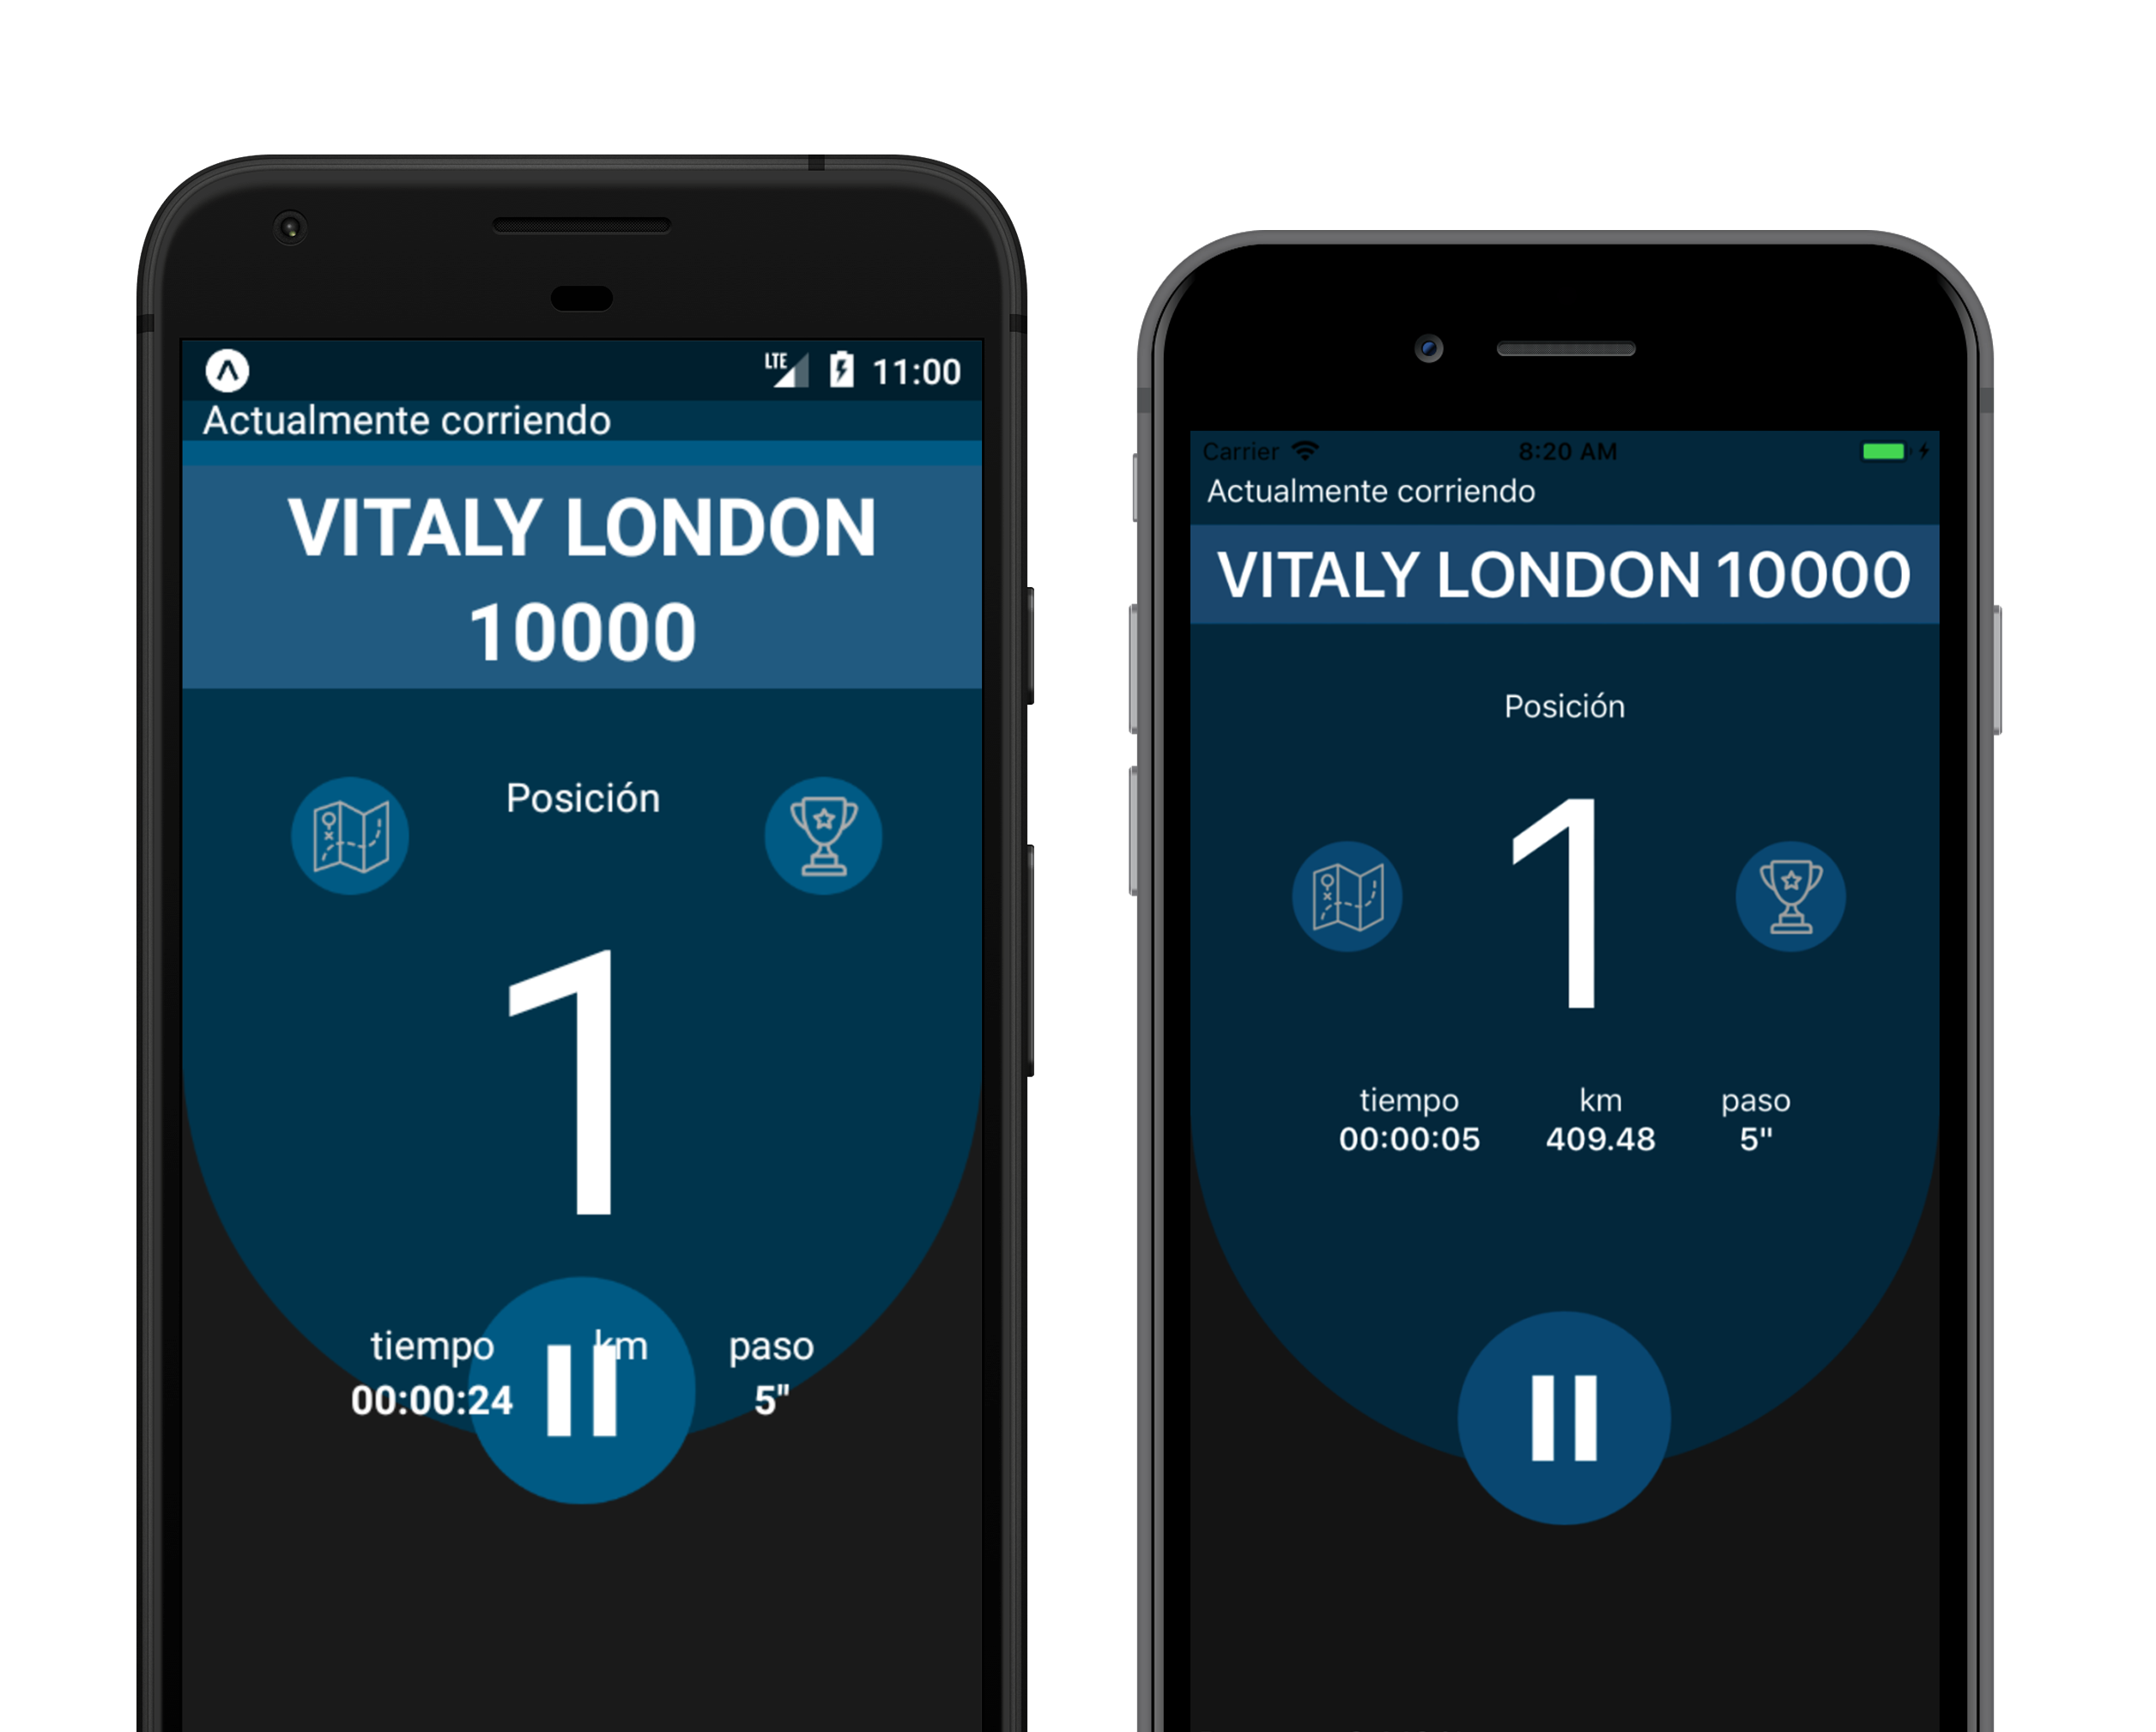 LTE 11:00
Actualmente corriendo
VITALY LONDON
10000
Posición
1
tiempo km paso
00:00:24 5"
Carrier 8:20 AM
Actualmente corriendo
VITALY LONDON 10000
Posición
1
tiempo km paso
00:00:05 409.48 5"